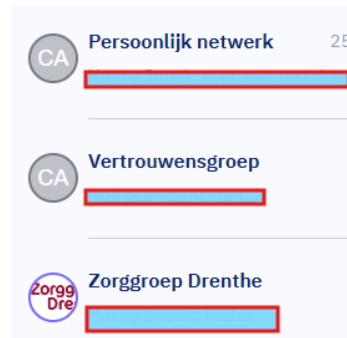 CA
Persoonlijk netwerk
25
CA
Vertrouwensgroep
Zorgg
Dre
Zorggroep Drenthe